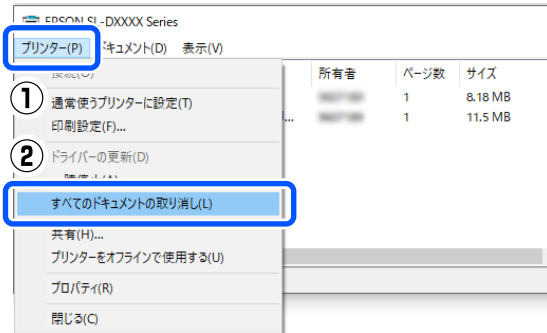 EPSON SL-DXXXX Series
プリンター(P) ドキュメント(D) 表示(V)
所有者 ページ数 サイズ
①
通常使うプリンターに設定(T)
1 8.18 MB
印刷設定(F)...
... 1 11.5 MB
②
ドライバーの更新(D)
すべてのドキュメントの取り消し(L)
共有(H)...
プリンターをオフラインで使用する(U)
プロパティ(R)
閉じる(C)